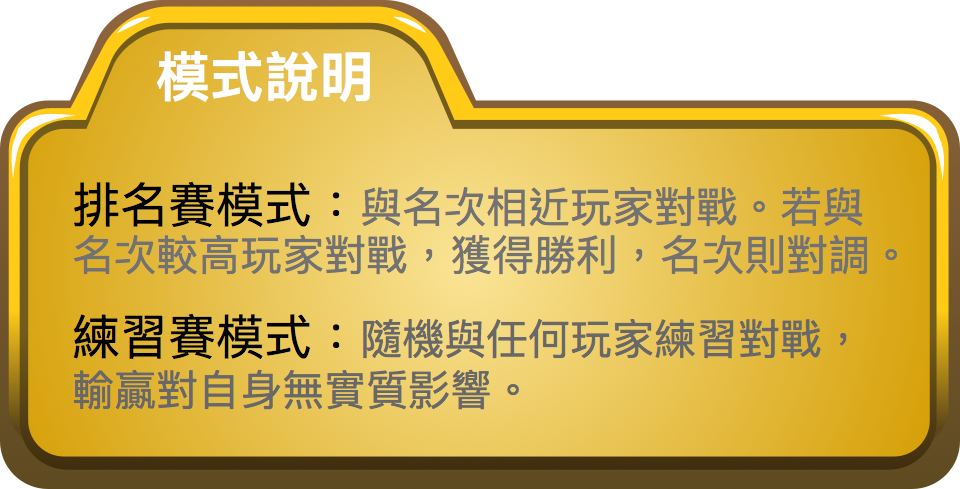 模式說明
排名賽模式：與名次相近玩家對戰。若與
名次較高玩家對戰，獲得勝利，名次則對調。
練習賽模式：隨機與任何玩家練習對戰，
輸贏對自身無實質影響。